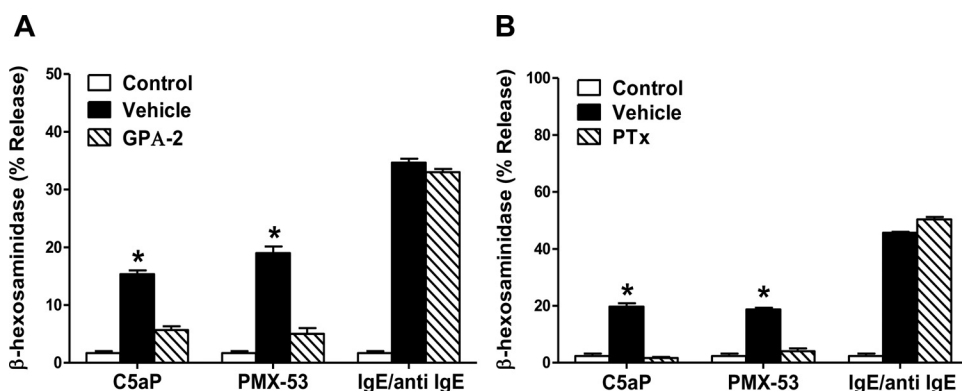 A
β-hexosaminidase (% Release)
50
40
30
20
10
0
Control
Vehicle
GPA-2
*
*
C5aP PMX-53 IgE/anti IgE
B
β-hexosaminidase (% Release)
100
80
60
40
20
0
Control
Vehicle
PTx
*
*
C5aP PMX-53 IgE/anti IgE